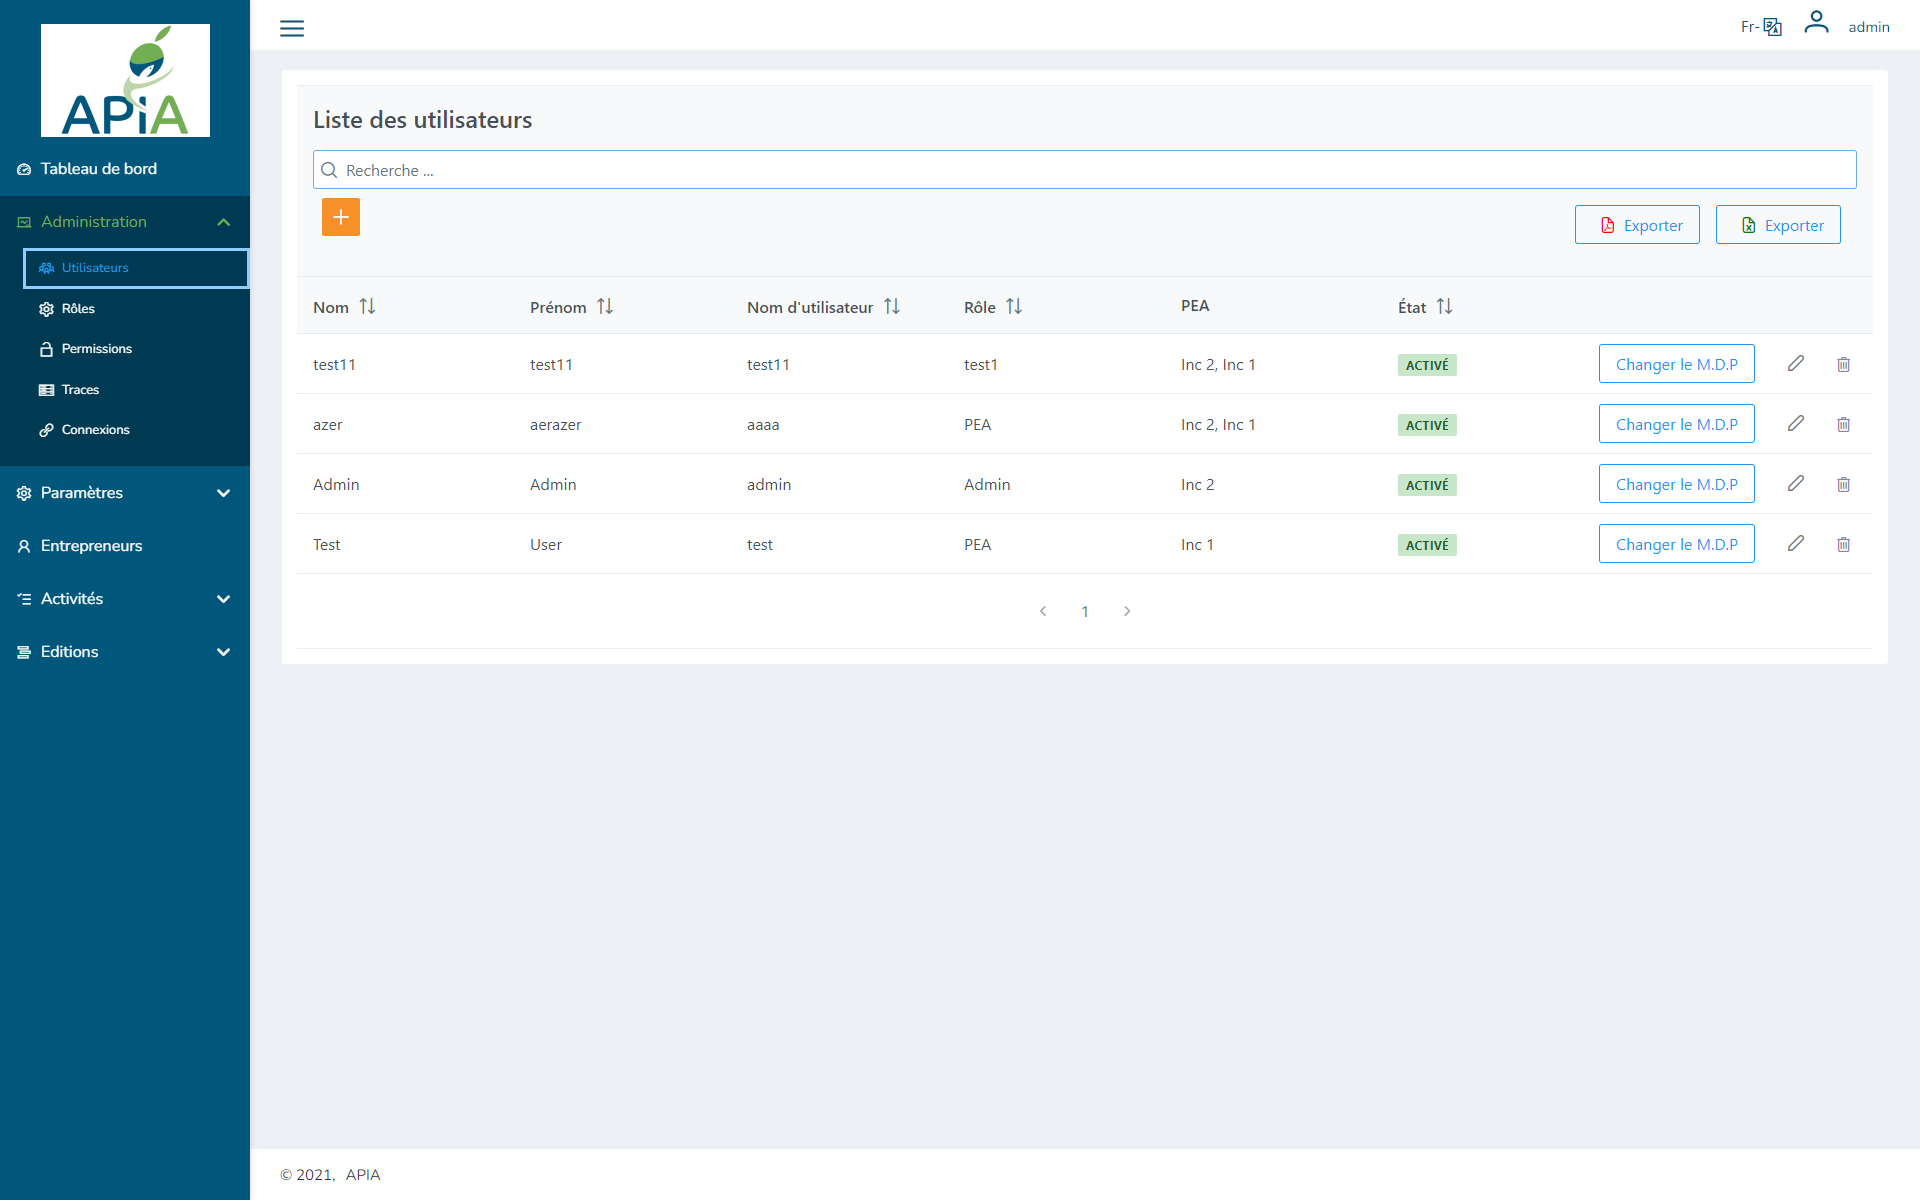 APiA
Tableau de bord
Administration
Utilisateurs
Rôles
Permissions
Traces
Connexions
Paramètres
Entrepreneurs
Activités
Editions
Fr-
admin
Liste des utilisateurs
Recherche ...
Exporter Exporter
Nom Prénom Nom d'utilisateur Rôle PEA État
test11 test11 test11 test1 Inc 2, Inc 1 ACTIVÉ Changer le M.D.P
azer aerazer aaaa PEA Inc 2, Inc 1 ACTIVÉ Changer le M.D.P
Admin Admin admin Admin Inc 2 ACTIVÉ Changer le M.D.P
Test User test PEA Inc 1 ACTIVÉ Changer le M.D.P
1
© 2021, APIA